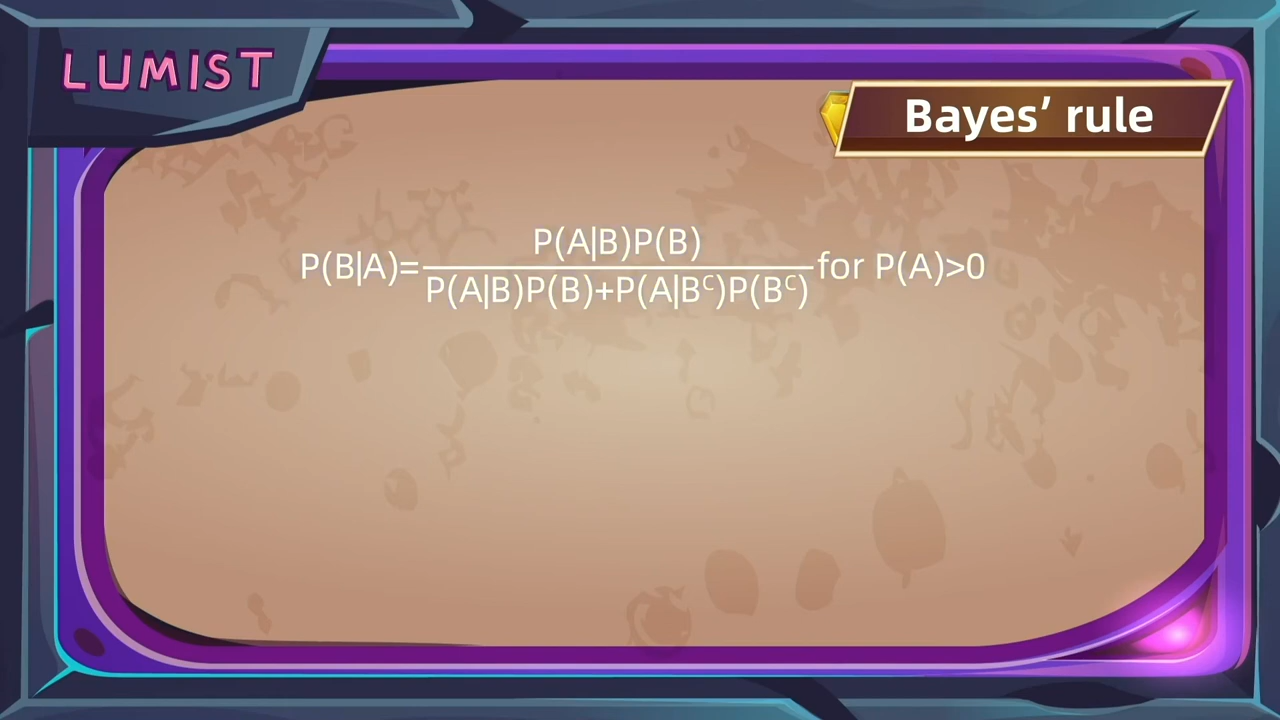 LUMIST
Bayes’ rule
P(B|A)=P(A|B)P(B)/P(A|B)P(B)+P(A|Bᶜ)P(Bᶜ) for P(A)>0